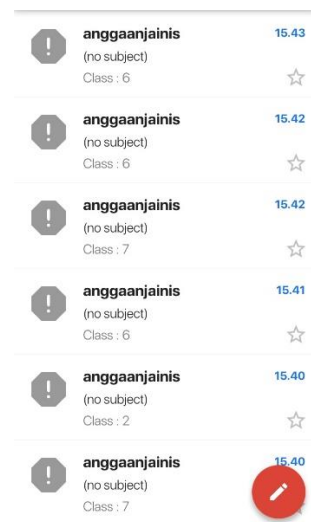 anggaanjainis 15.43
(no subject)
Class : 6
anggaanjainis 15.42
(no subject)
Class : 6
anggaanjainis 15.42
(no subject)
Class : 7
anggaanjainis 15.41
(no subject)
Class : 6
anggaanjainis 15.40
(no subject)
Class : 2
anggaanjainis 15.40
(no subject)
Class : 7